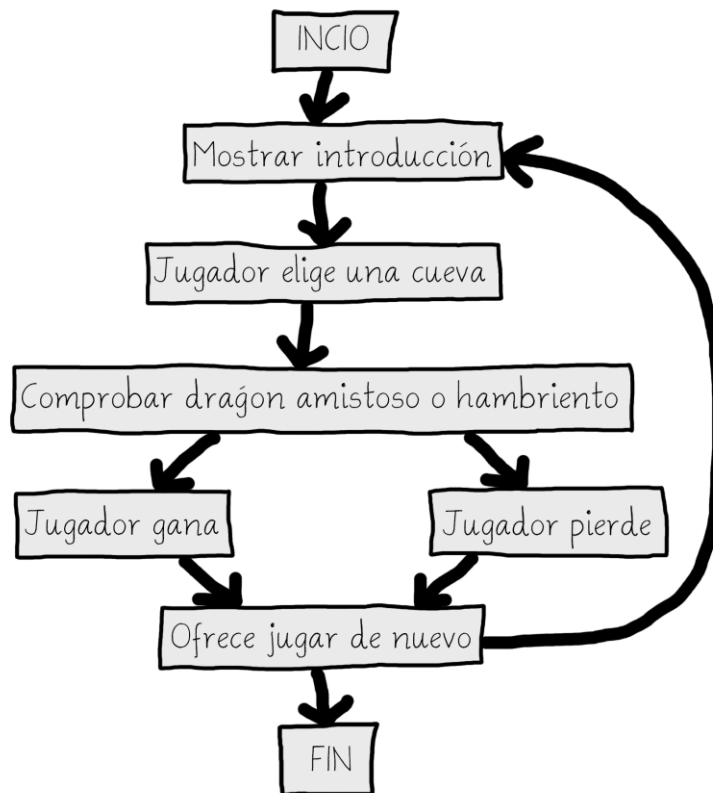 INCIO
Mostrar introducción
Jugador elige una cueva
Comprobar draǵon amistoso o hambriento
Jugador gana
Jugador pierde
Ofrece jugar de nuevo
FIN